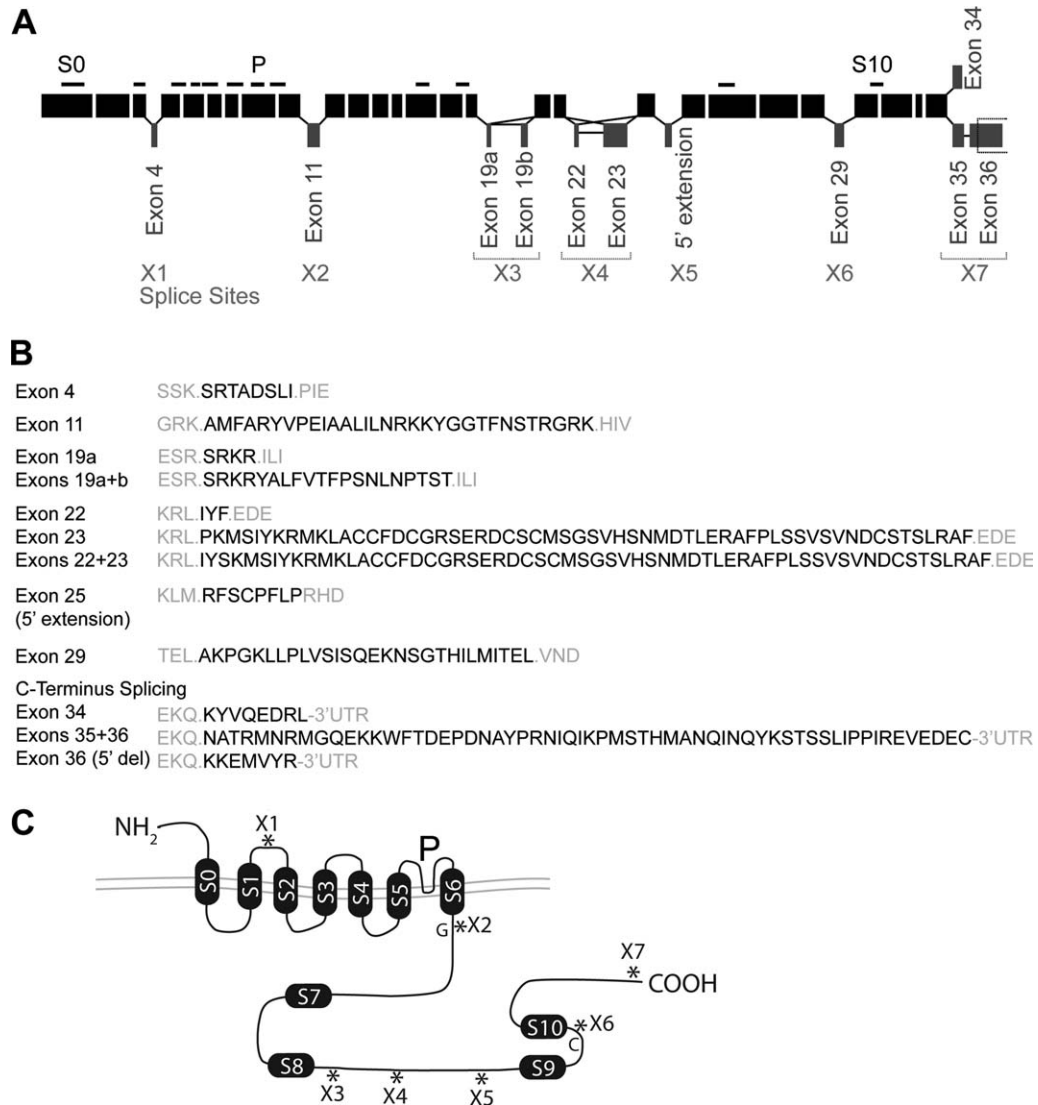 A
S0 P S10 Exon 34
Exon 4 Exon 11 Exon 19a Exon 19b Exon 22 Exon 23 5’ extension Exon 29 Exon 35 Exon 36
X1 X2 X3 X4 X5 X6 X7
Splice Sites
B
Exon 4 SSK.SRTADSLI.PIE
Exon 11 GRK.AMFARYVPEIAALILNRKKYGGTFNSTRGRK.HIV
Exon 19a ESR.SRKR.ILI
Exons 19a+b ESR.SRKRYALFVTFPSNLNPTST.ILI
Exon 22 KRL.IYF.EDE
Exon 23 KRL.PKMSIYKRMKLACCFDCGRSERDCSCMSGSVHSNMDTLERAFPLSSVSVNDCSTSLRAF.EDE
Exons 22+23 KRL.IYSKMSIYKRMKLACCFDCGRSERDCSCMSGSVHSNMDTLERAFPLSSVSVNDCSTSLRAF.EDE
Exon 25 KLM.RFSCPFLPRHD
(5’ extension)
Exon 29 TEL.AKPGKLLPLVSISQEKNSGTHILMITEL.VND
C-Terminus Splicing
Exon 34 EKQ.KYVQEDRL-3’UTR
Exons 35+36 EKQ.NATRMNRMGQEKKWFTDEPDNAYPRNIQIKPMSTHMANQINQYKSTSSLIPPIREVEDEC-3’UTR
Exon 36 (5’ del) EKQ.KKEMVYR-3’UTR
C
NH2 X1 P
*
S0 S1 S2 S3 S4 S5 S6
G *X2
X7
*
COOH
S7
S10 *X6
C
S8 S9
* * *
X3 X4 X5